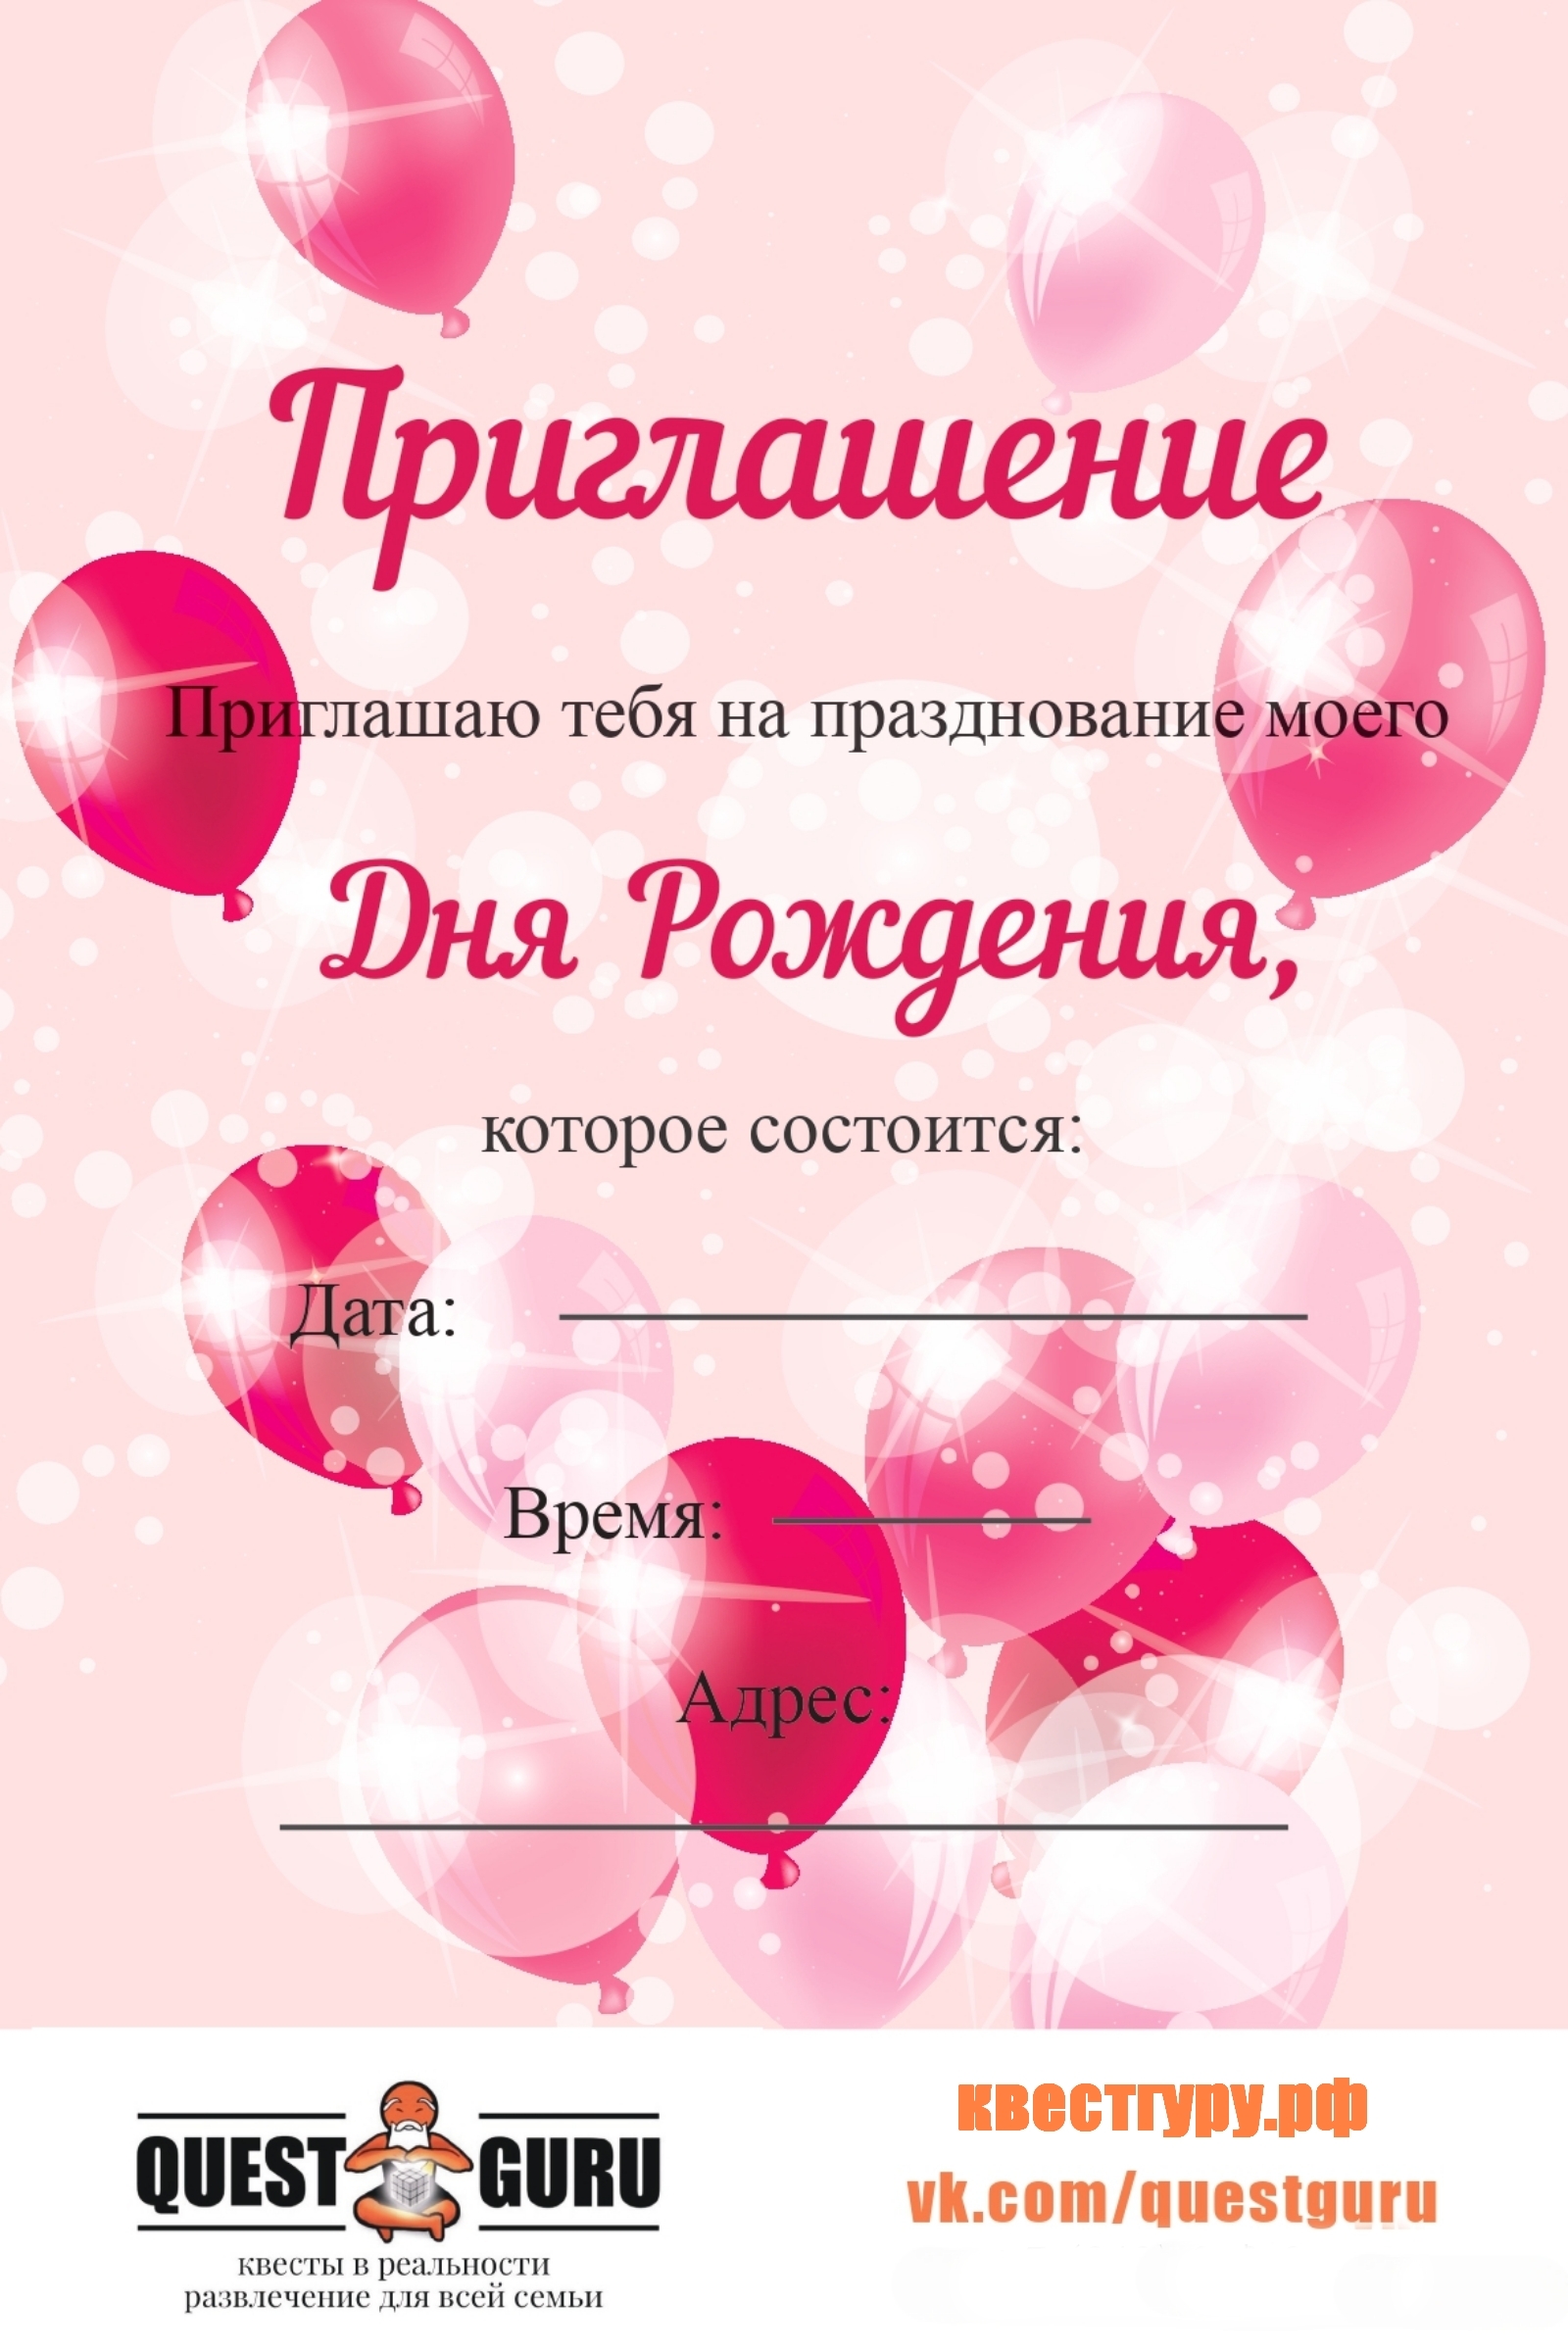 Приглашение
Приглашаю тебя на празднование моего
Дня Рождения,
которое состоится:
Дата:
Время:
Адрес:
QUEST GURU
квесты в реальности
развлечение для всей семьи
квестгуру.рф
vk.com/questguru